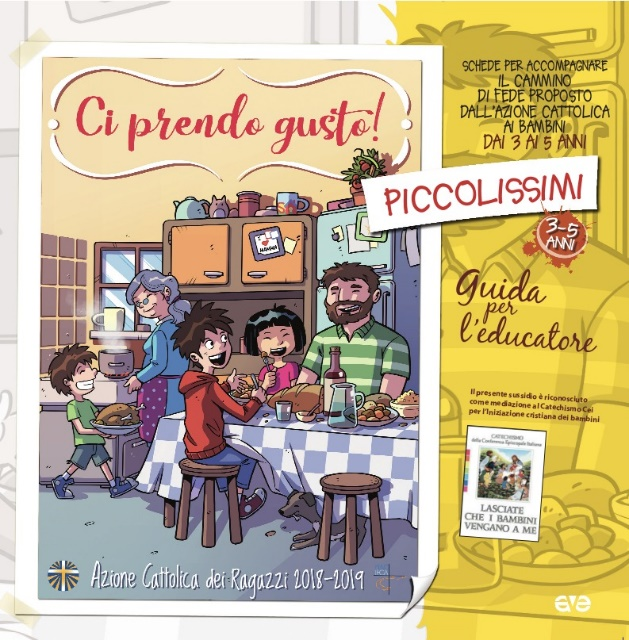 Ci prendo gusto!
SCHEDE PER ACCOMPAGNARE
IL CAMMINO
DI FEDE PROPOSTO
DALL'AZIONE CATTOLICA
AI BAMBINI
DAI 3 AI 5 ANNI
PICCOLISSIMI
3-5
ANNI
Guida
per
l'educatore
Il presente sussidio è riconosciuto
come mediazione al Catechismo Cei
per l'iniziazione cristiana dei bambini
CATECHISMO
della Conferenza Episcopale Italiana
LASCIATE
CHE I BAMBINI
VENGANO A ME
Azione Cattolica dei Ragazzi 2018-2019
ave